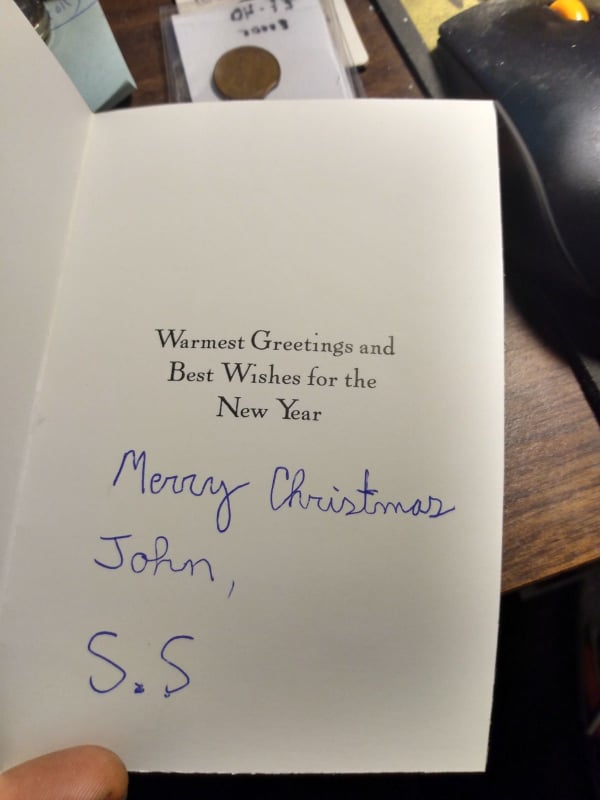 Warmest Greetings and
Best Wishes for the
New Year
Merry Christmas
John,
S.S